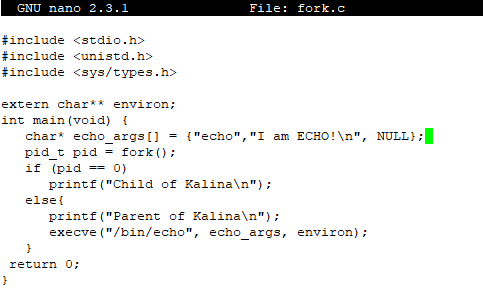 GNU nano 2.3.1 File: fork.c
#include <stdio.h>
#include <unistd.h>
#include <sys/types.h>
extern char** environ;
int main(void) {
char* echo_args[] = {"echo","I am ECHO!\n", NULL};
pid_t pid = fork();
if (pid == 0)
printf("Child of Kalina\n");
else{
printf("Parent of Kalina\n");
execve("/bin/echo", echo_args, environ);
}
return 0;
}